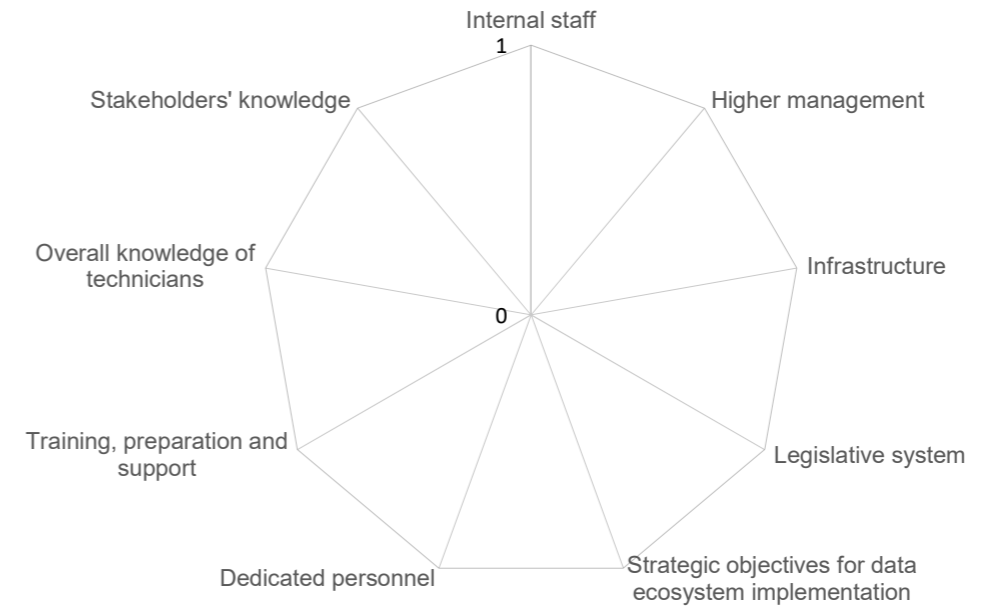 Internal staff
1
Stakeholders' knowledge
Higher management
Overall knowledge of
technicians
Infrastructure
0
Training, preparation and
support
Legislative system
Dedicated personnel
Strategic objectives for data
ecosystem implementation